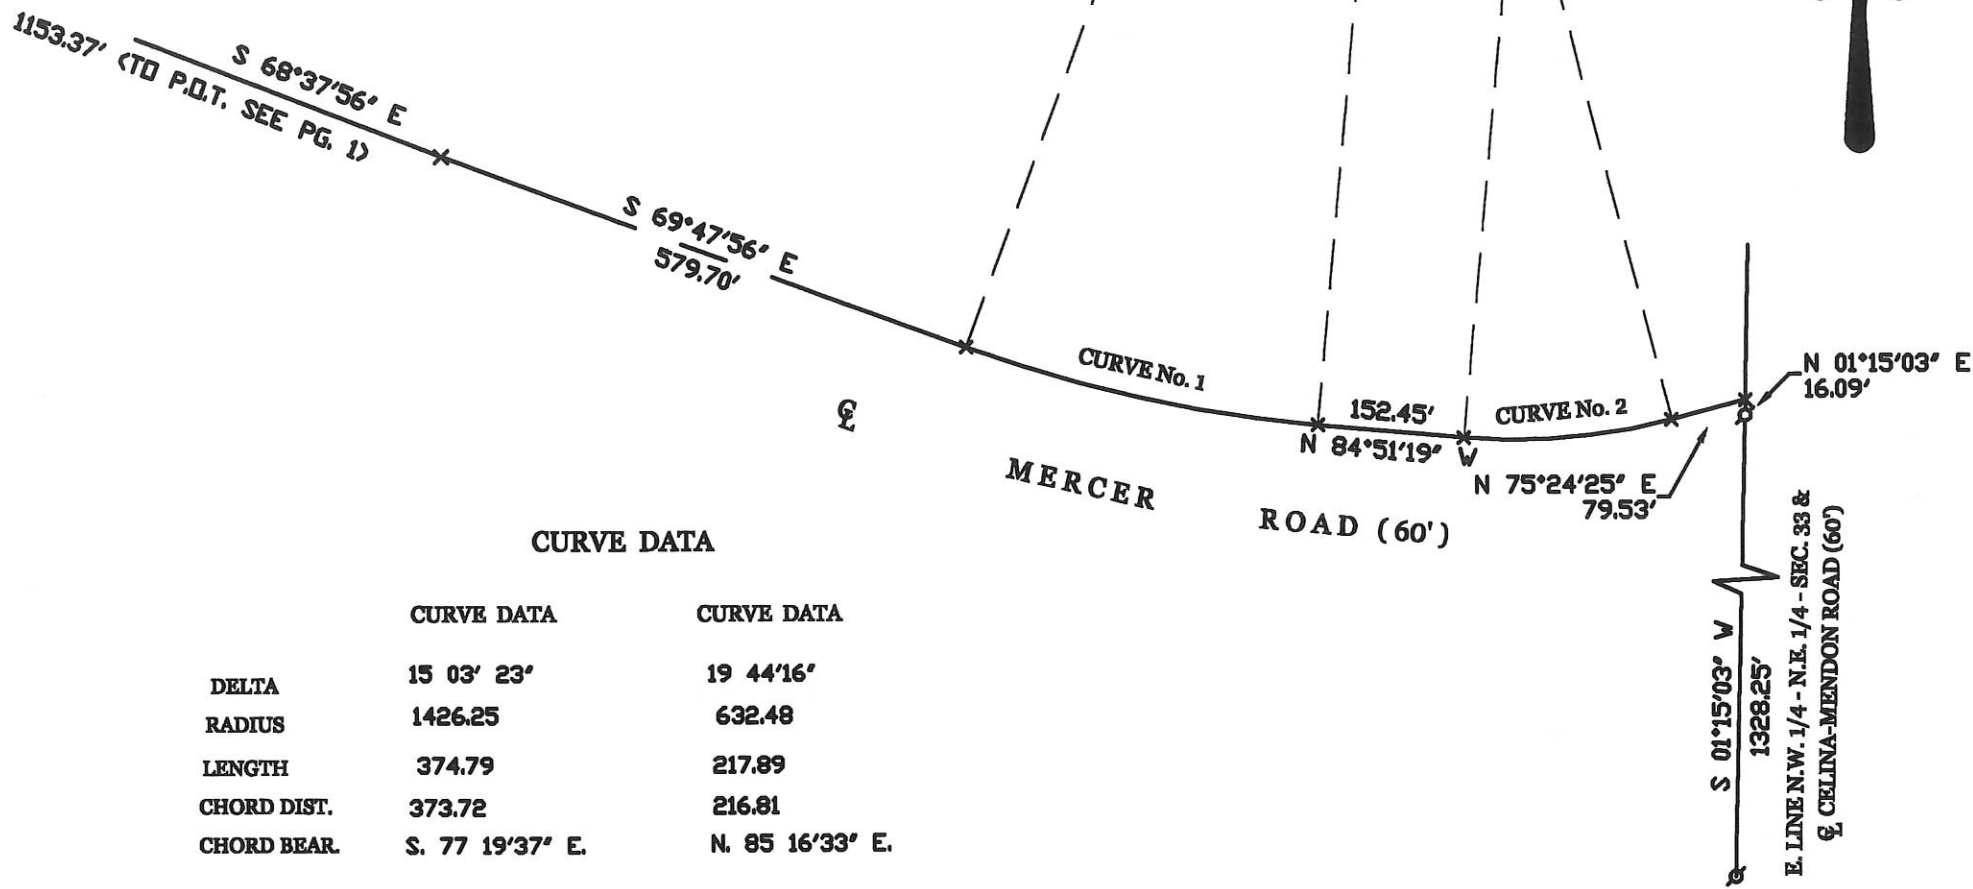 S 68°37'56" E
1153.37' <TO P.O.T. SEE PG. 1>
S 69°47'56" E
579.70'
CURVE No. 1
152.45'
N 84°51'19" W
CURVE No. 2
N 01°15'03" E
16.09'
N 75°24'25" E
79.53'
℄
MERCER ROAD (60')
S 01°15'03" W
1328.25'
E. LINE N.W. 1/4 - N.E. 1/4 - SEC. 33 &
℄ CELINA-MENDON ROAD (60')
CURVE DATA
CURVE DATA CURVE DATA
DELTA 15 03' 23" 19 44'16"
RADIUS 1426.25 632.48
LENGTH 374.79 217.89
CHORD DIST. 373.72 216.81
CHORD BEAR. S. 77 19'37" E. N. 85 16'33" E.